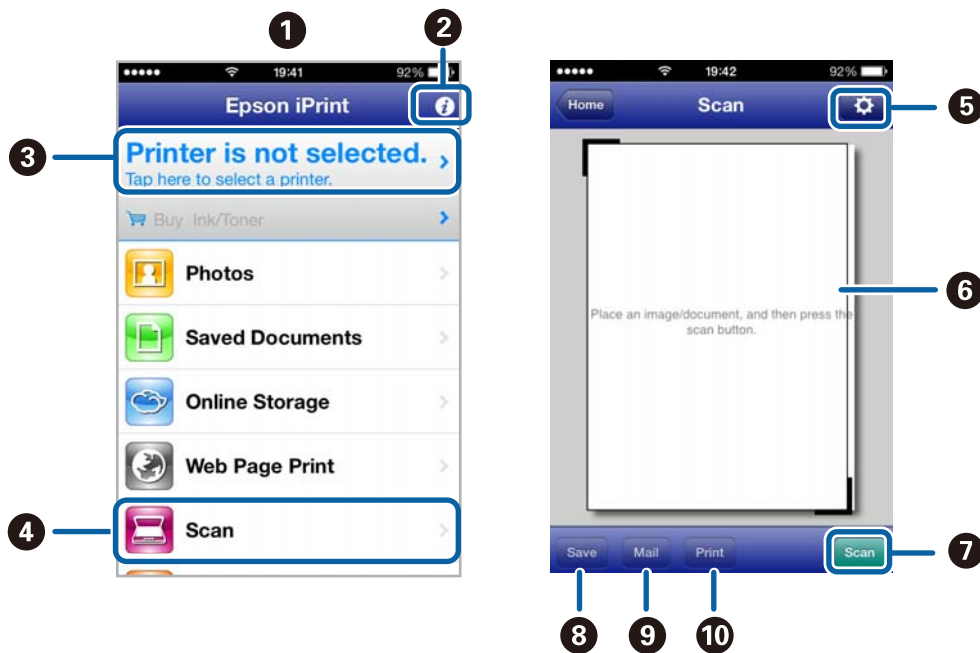 1
2
19:41
92%
Epson iPrint
3
Printer is not selected.
Tap here to select a printer.
Buy Ink/Toner
Photos
Saved Documents
Online Storage
Web Page Print
4
Scan
19:42
92%
Home
Scan
5
6
Place an image/document, and then press the
scan button.
Save
Mail
Print
Scan
7
8
9
10